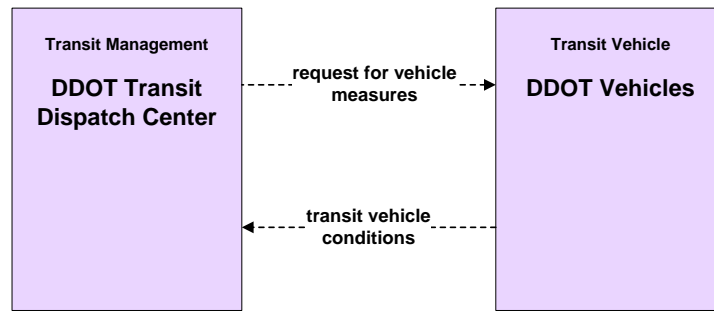 Transit Management
DDOT Transit
Dispatch Center
request for vehicle
measures
Transit Vehicle
DDOT Vehicles
transit vehicle
conditions